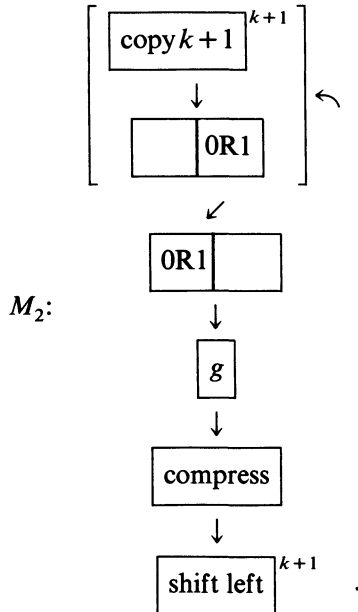 copy k + 1 k+1
0R1
0R1
M₂:
g
compress
shift left k+1 .